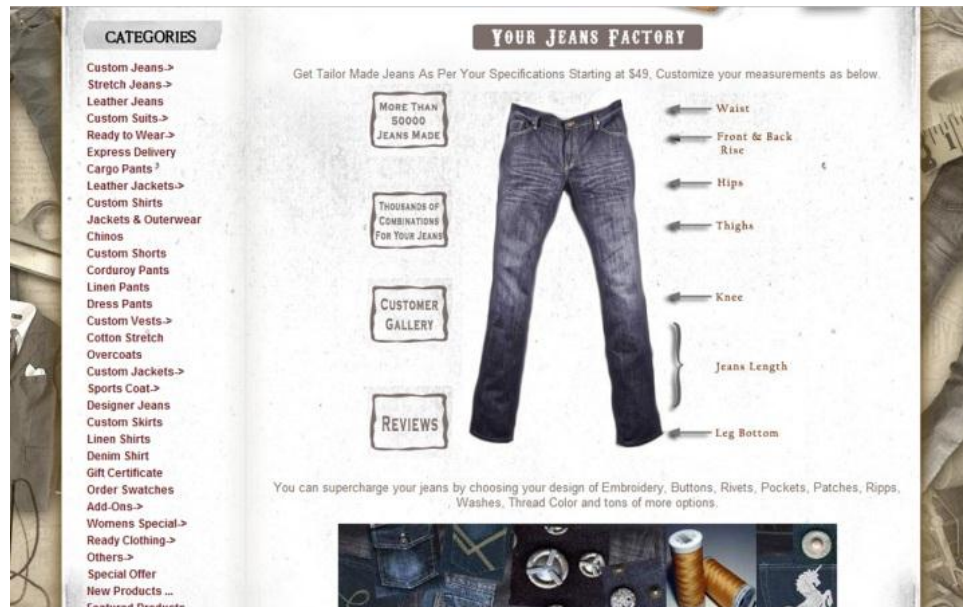 CATEGORIES
Custom Jeans->
Stretch Jeans->
Leather Jeans
Custom Suits->
Ready to Wear->
Express Delivery
Cargo Pants
Leather Jackets->
Custom Shirts
Jackets & Outerwear
Chinos
Custom Shorts
Corduroy Pants
Linen Pants
Dress Pants
Custom Vests->
Cotton Stretch
Overcoats
Custom Jackets->
Sports Coat->
Designer Jeans
Custom Skirts
Linen Shirts
Denim Shirt
Gift Certificate
Order Swatches
Add-Ons->
Womens Special->
Ready Clothing->
Others->
Special Offer
New Products ...
Featured Products
YOUR JEANS FACTORY
Get Tailor Made Jeans As Per Your Specifications Starting at $49, Customize your measurements as below.
MORE THAN
50000
JEANS MADE
THOUSANDS OF
COMBINATIONS
FOR YOUR JEANS
CUSTOMER
GALLERY
REVIEWS
Waist
Front & Back
Rise
Hips
Thighs
Knee
Jeans Length
Leg Bottom
You can supercharge your jeans by choosing your design of Embroidery, Buttons, Rivets, Pockets, Patches, Ripps,
, Washes, Thread Color and tons of more options.